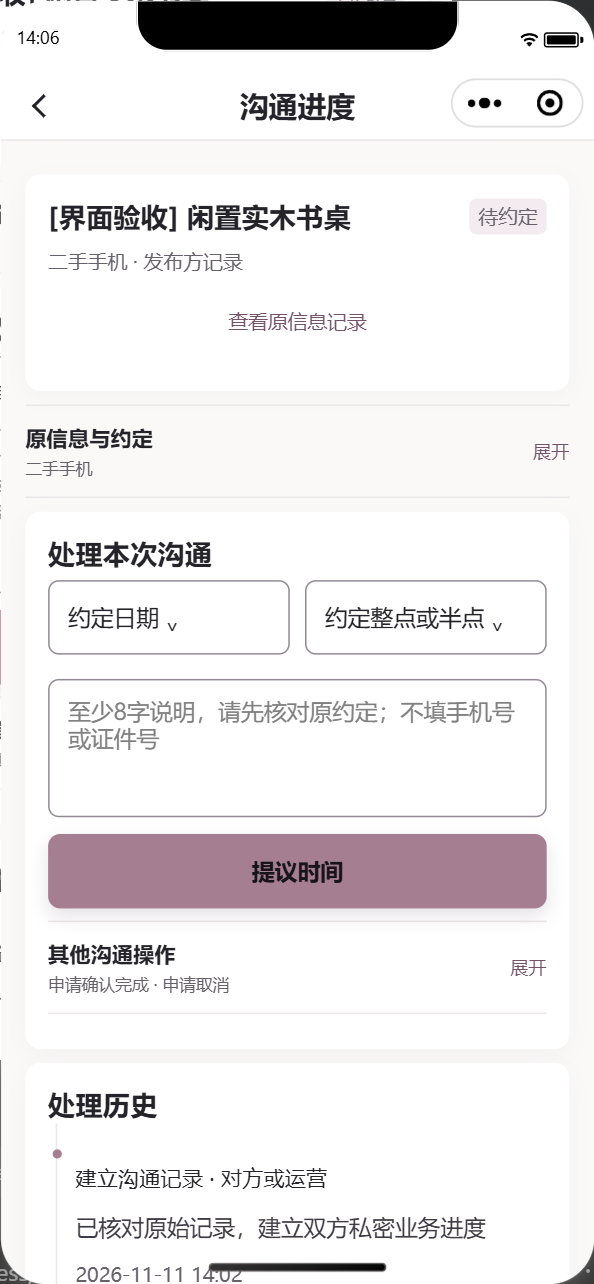 14:06
沟通进度
[界面验收] 闲置实木书桌
待约定
二手手机 · 发布方记录
查看原信息记录
原信息与约定
二手手机
展开
处理本次沟通
约定日期 v
约定整点或半点 v
至少8字说明，请先核对原约定；不填手机号
或证件号
提议时间
其他沟通操作
申请确认完成 · 申请取消
展开
处理历史
建立沟通记录 · 对方或运营
已核对原始记录，建立双方私密业务进度
2026-11-11 14:02